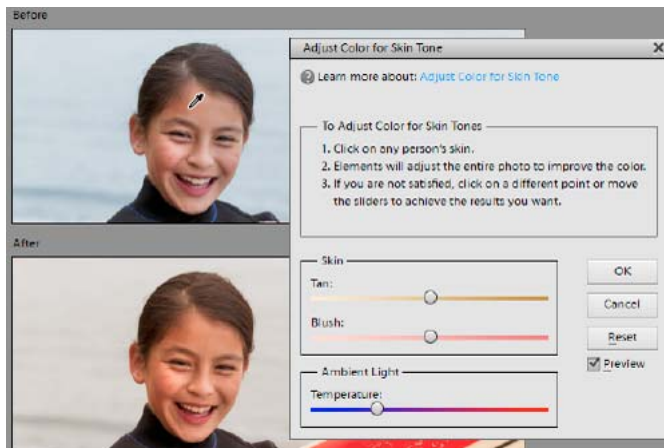 Before
Adjust Color for Skin Tone
Learn more about: Adjust Color for Skin Tone
To Adjust Color for Skin Tones
1. Click on any person's skin.
2. Elements will adjust the entire photo to improve the color.
3. If you are not satisfied, click on a different point or move
the sliders to achieve the results you want.
After
Skin
Tan:
Blush:
Ambient Light
Temperature:
OK
Cancel
Reset
Preview